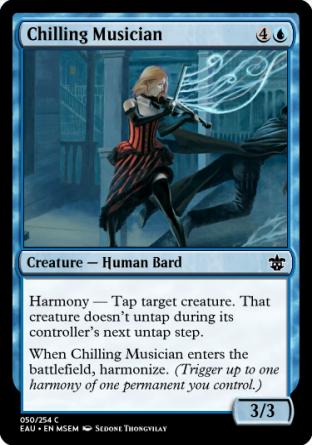 Chilling Musician 4
Creature — Human Bard
Harmony — Tap target creature. That
creature doesn't untap during its
controller's next untap step.
When Chilling Musician enters the
battlefield, harmonize. (Trigger up to one
harmony of one permanent you control.)
3/3
050/254 C
EAU • EN MSEM Sedone Thongvilay